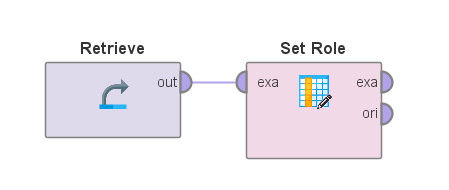 Retrieve
Set Role
out
exa
exa
ori